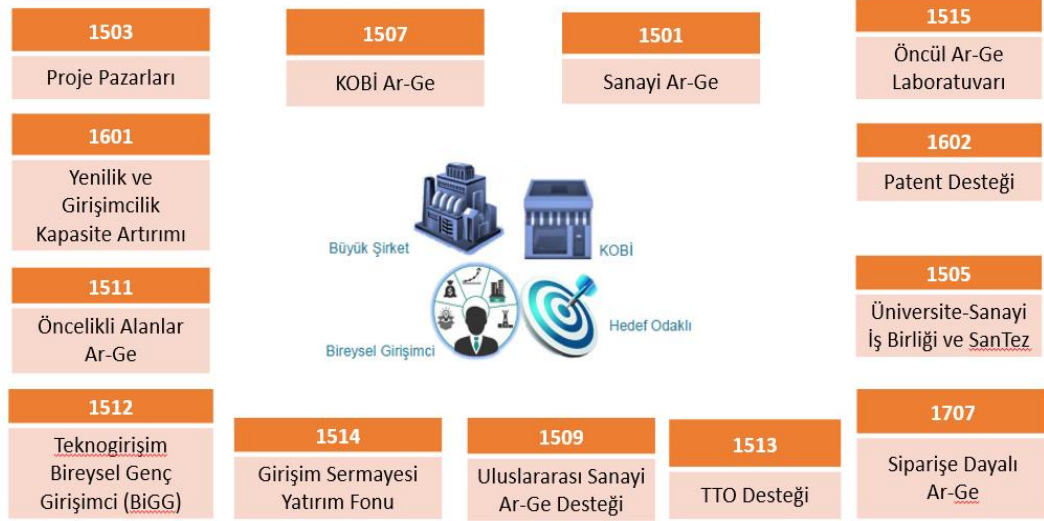 1503
Proje Pazarları
1507
KOBİ Ar-Ge
1501
Sanayi Ar-Ge
1515
Öncül Ar-Ge
Laboratuvarı
1601
Yenilik ve
Girişimcilik
Kapasite Artırımı
1602
Patent Desteği
Büyük Şirket
KOBİ
Bireysel Girişimci
Hedef Odaklı
1511
Öncelikli Alanlar
Ar-Ge
1505
Üniversite-Sanayi
İş Birliği ve SanTez
1512
Teknogirişim
Bireysel Genç
Girişimci (BiGG)
1514
Girişim Sermayesi
Yatırım Fonu
1509
Uluslararası Sanayi
Ar-Ge Desteği
1513
TTO Desteği
1707
Siparişe Dayalı
Ar-Ge